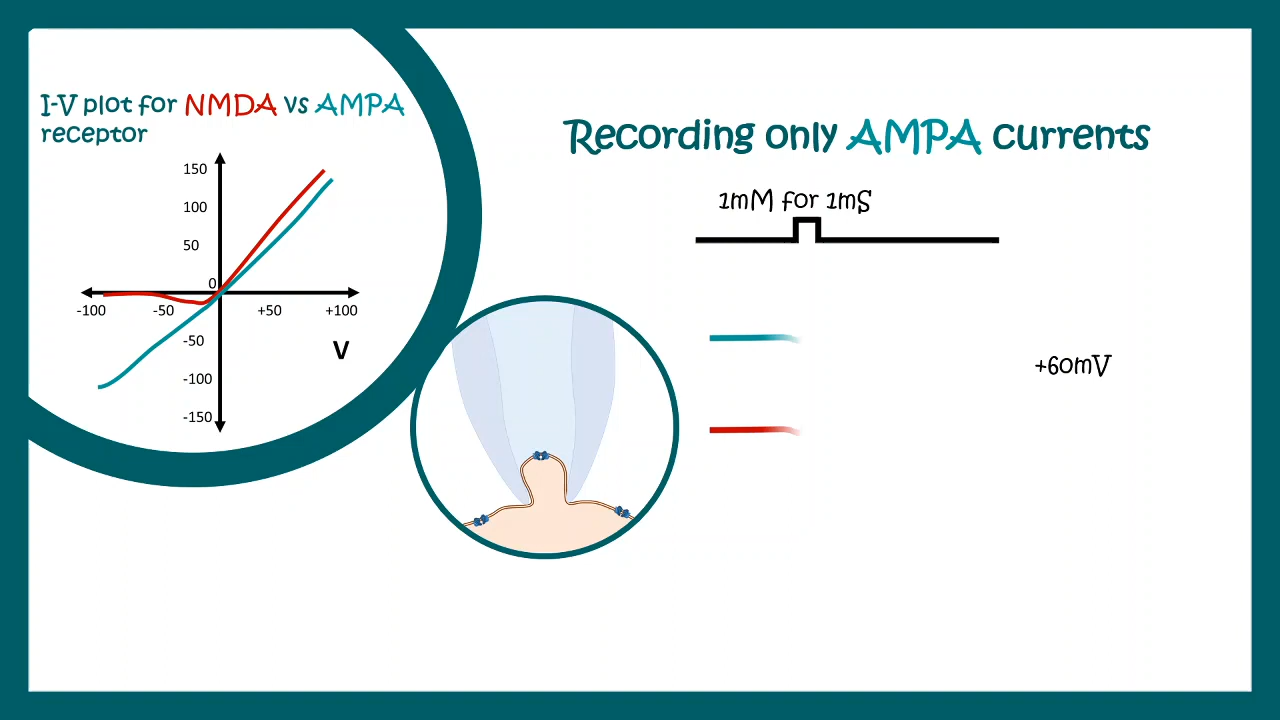 I-V plot for NMDA vs AMPA
receptor
150
100
50
0
-100
-50
+50
+100
-50
-100
-150
V
Recording only AMPA currents
1mM for 1mS
+60mV